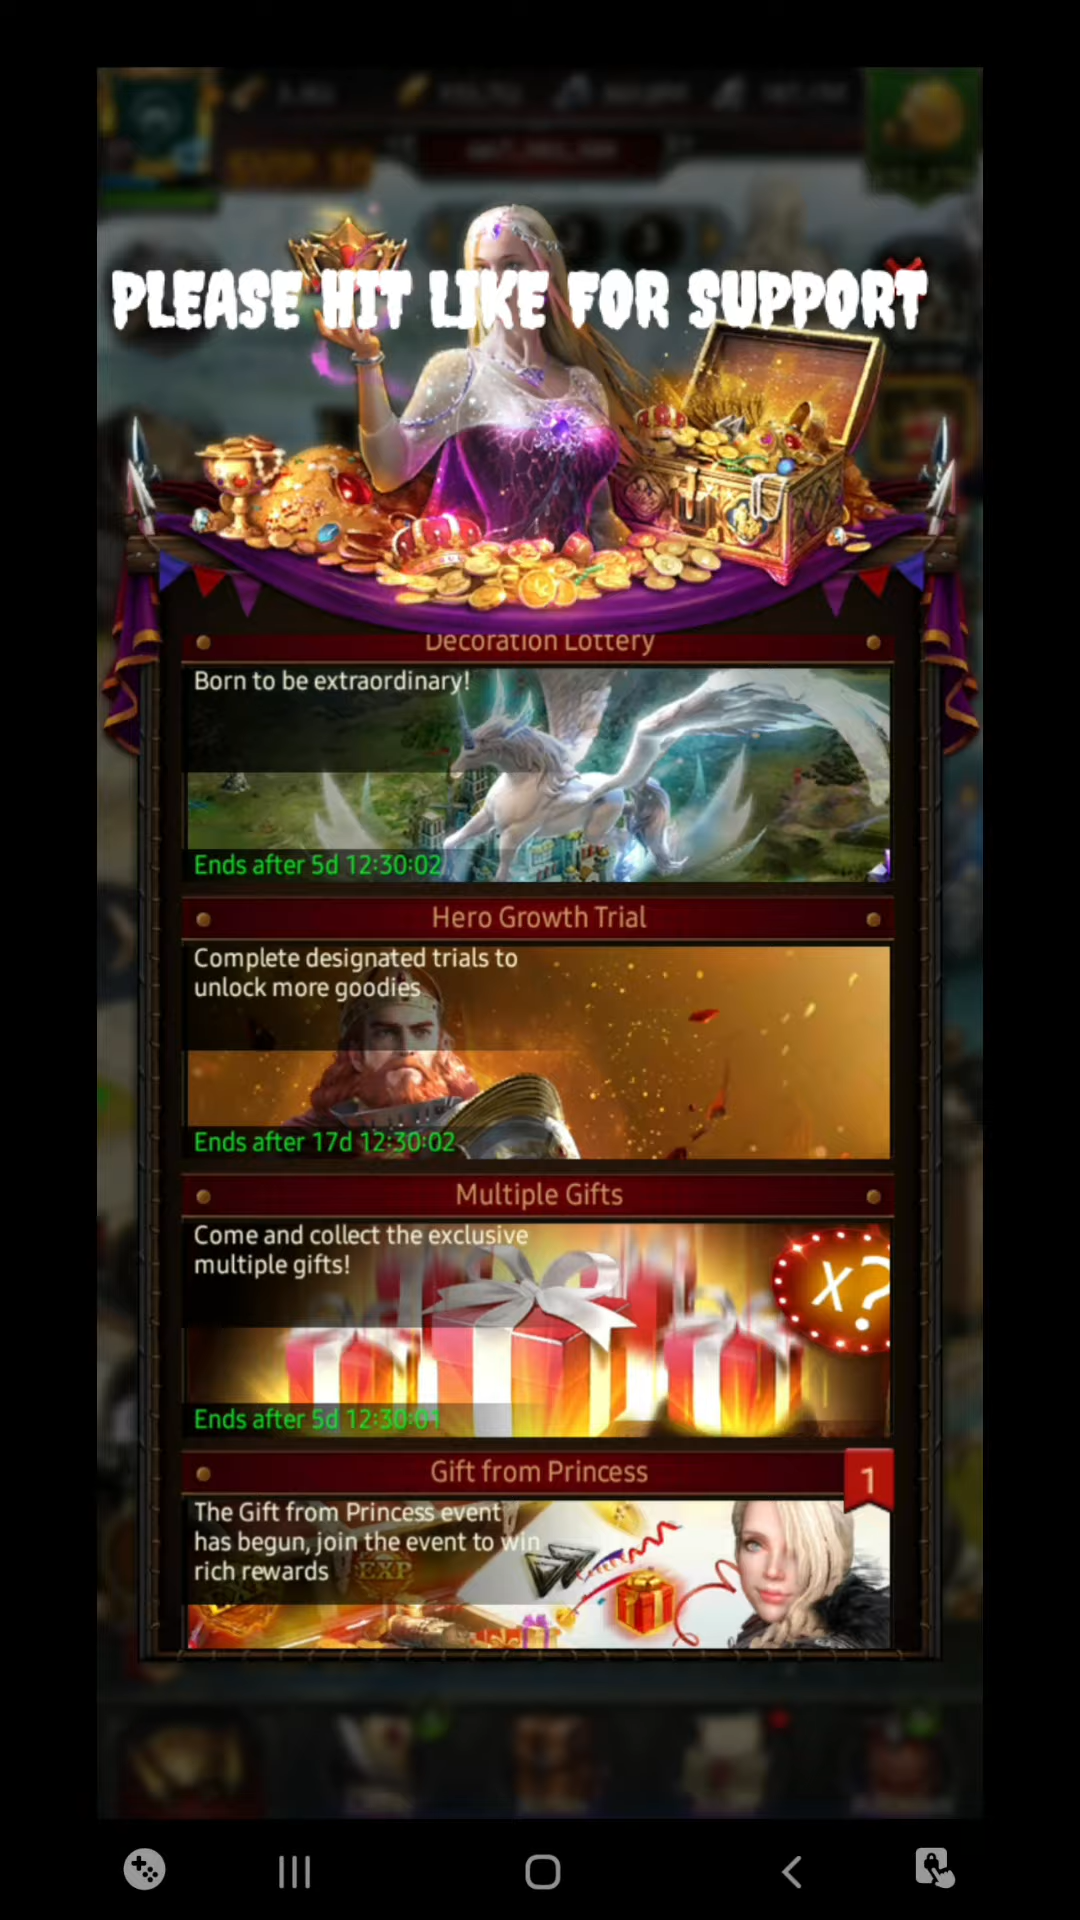 PLEASE HIT LIKE FOR SUPPORT
Decoration Lottery
Born to be extraordinary!
Ends after 5d 12:30:02
Hero Growth Trial
Complete designated trials to
unlock more goodies
Ends after 17d 12:30:02
Multiple Gifts
Come and collect the exclusive
multiple gifts!
x?
Ends after 5d 12:30:01
Gift from Princess
1
The Gift from Princess event
has begun, join the event to win
rich rewards
EXP